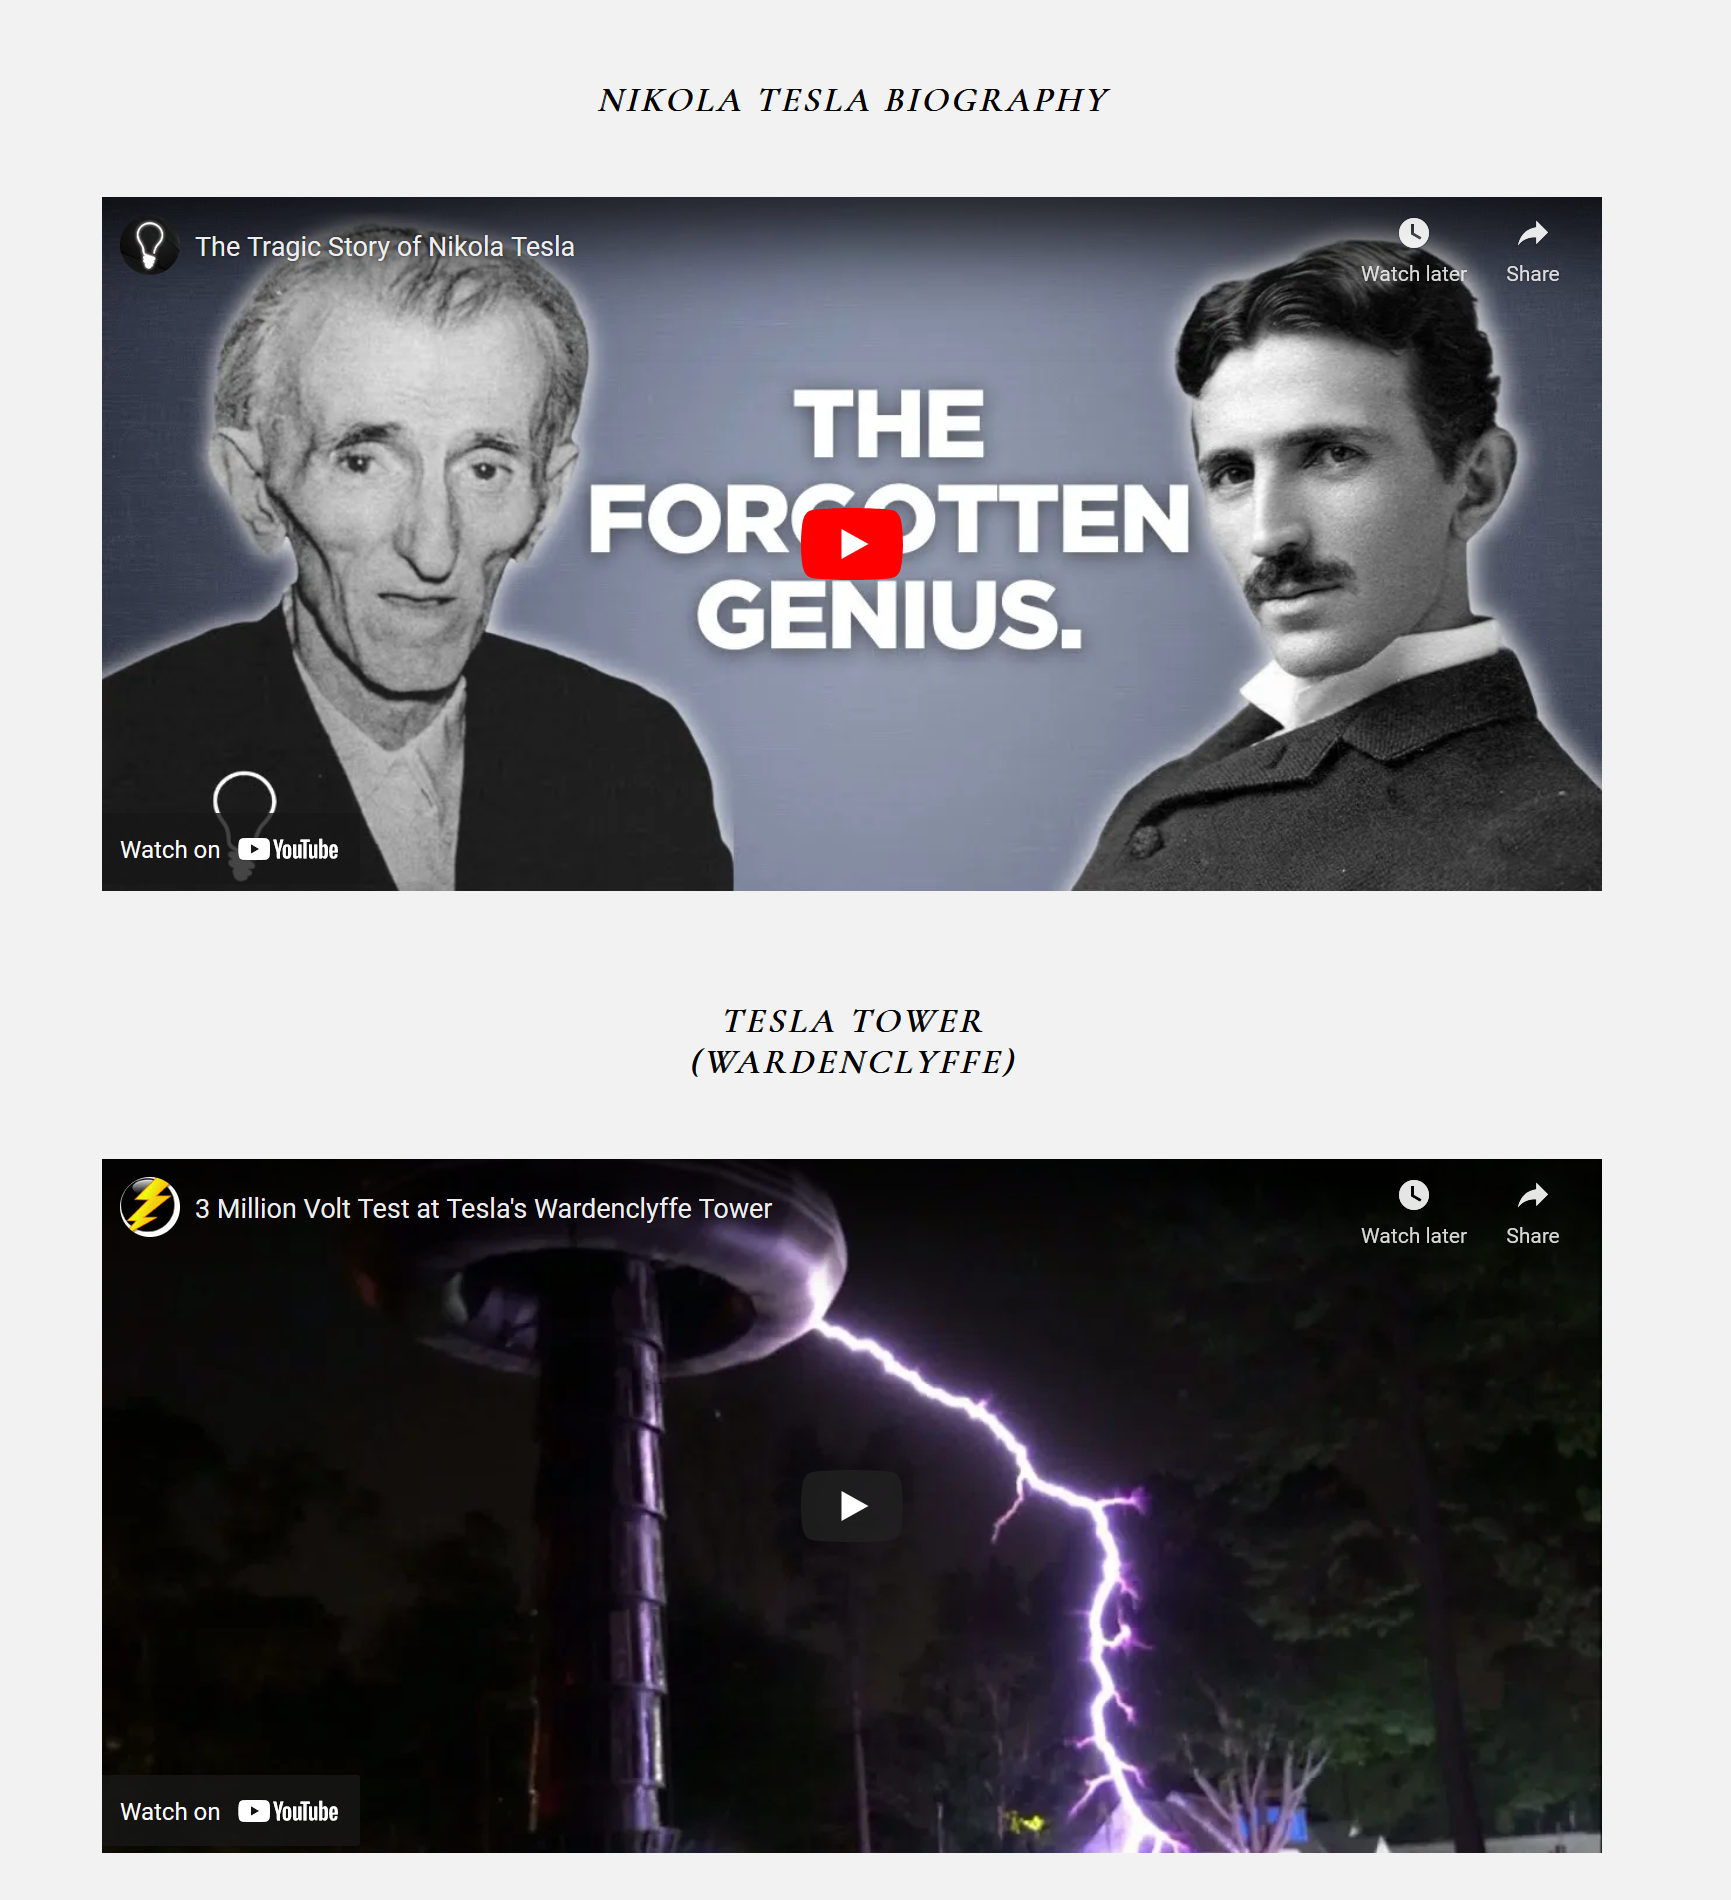 NIKOLA TESLA BIOGRAPHY
The Tragic Story of Nikola Tesla
Watch later
Share
THE
FORGOTTEN
GENIUS.
Watch on YouTube
TESLA TOWER
(WARDENCLYFFE)
3 Million Volt Test at Tesla's Wardenclyffe Tower
Watch later
Share
Watch on YouTube